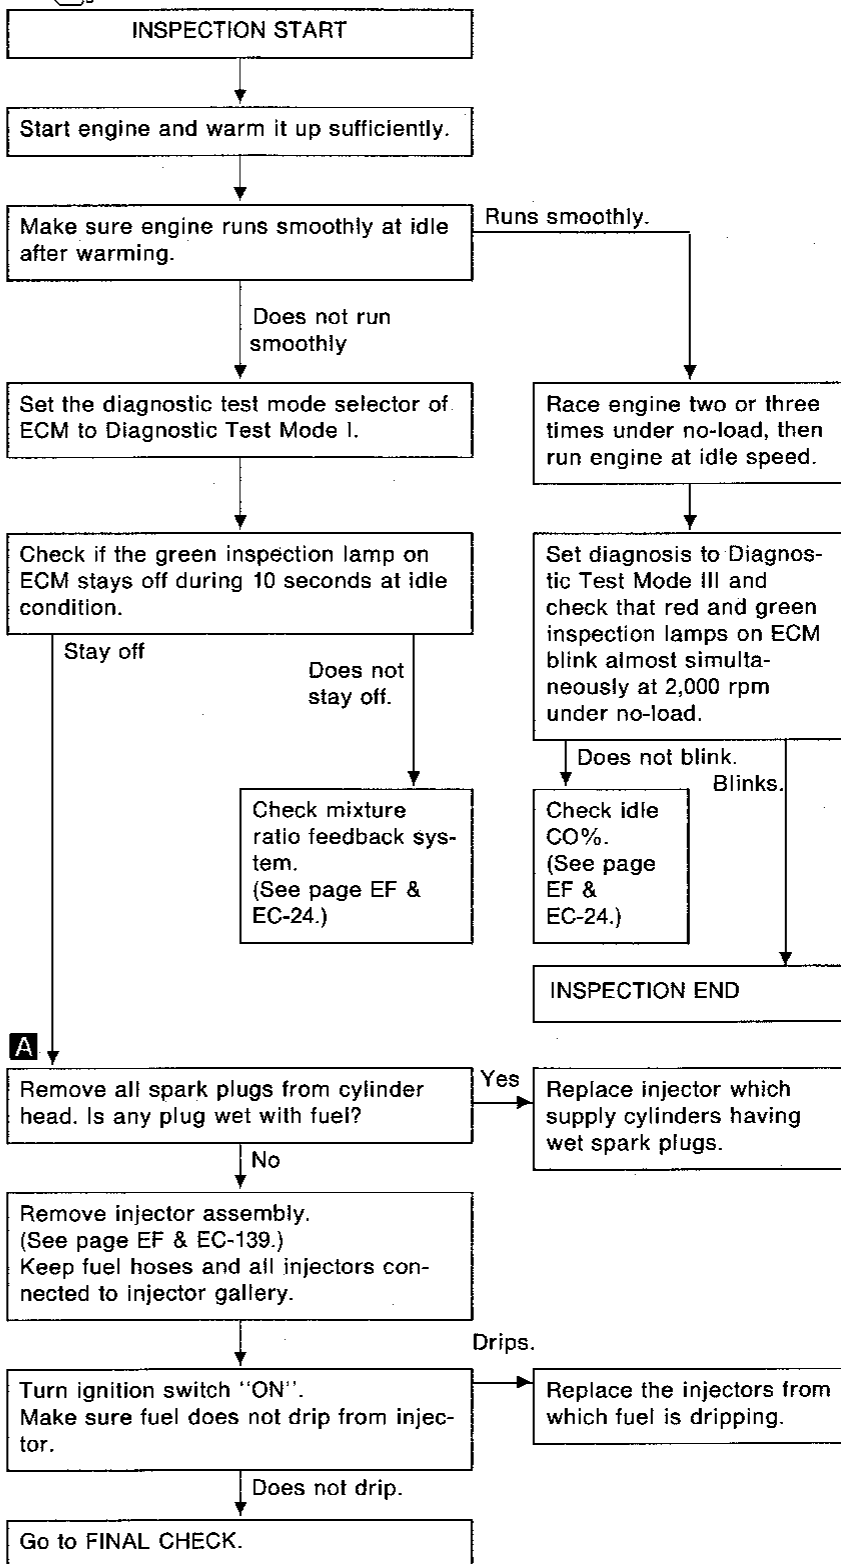 INSPECTION START
Start engine and warm it up sufficiently.
Make sure engine runs smoothly at idle
after warming.
Runs smoothly.
Does not run
smoothly
Set the diagnostic test mode selector of
ECM to Diagnostic Test Mode I.
Race engine two or three
times under no-load, then
run engine at idle speed.
Check if the green inspection lamp on
ECM stays off during 10 seconds at idle
condition.
Set diagnosis to Diagnos-
tic Test Mode III and
check that red and green
inspection lamps on ECM
blink almost simulta-
neously at 2,000 rpm
under no-load.
Stay off
Does not
stay off.
Does not blink.
Blinks.
Check mixture
ratio feedback sys-
tem.
(See page EF &
EC-24.)
Check idle
CO%.
(See page
EF &
EC-24.)
INSPECTION END
A
Remove all spark plugs from cylinder
head. Is any plug wet with fuel?
Yes
Replace injector which
supply cylinders having
wet spark plugs.
No
Remove injector assembly.
(See page EF & EC-139.)
Keep fuel hoses and all injectors con-
nected to injector gallery.
Drips.
Turn ignition switch "ON".
Make sure fuel does not drip from injec-
tor.
Replace the injectors from
which fuel is dripping.
Does not drip.
Go to FINAL CHECK.